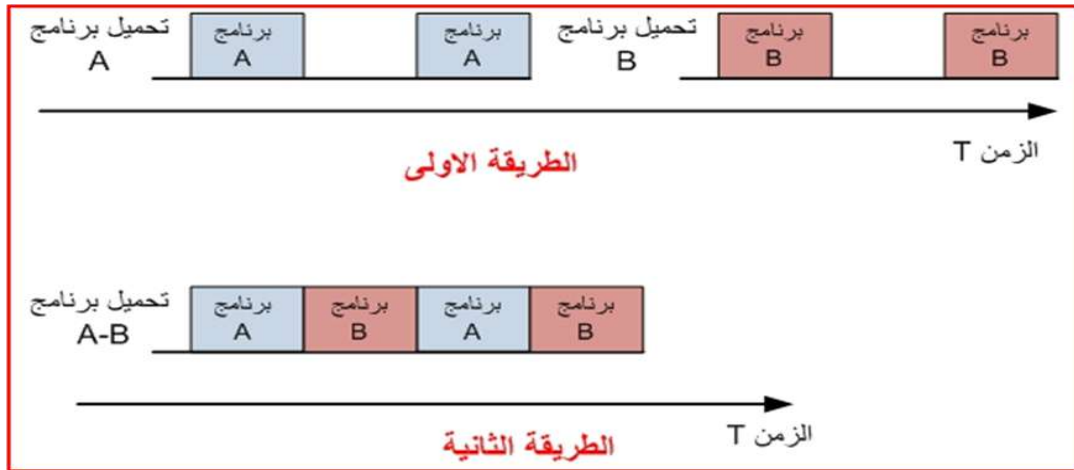 تحميل برنامج
A
برنامج
A
برنامج
A
تحميل برنامج
B
برنامج
B
برنامج
B
الزمن T
الطريقة الاولى
تحميل برنامج
A-B
برنامج
A
برنامج
B
برنامج
A
برنامج
B
الزمن T
الطريقة الثانية